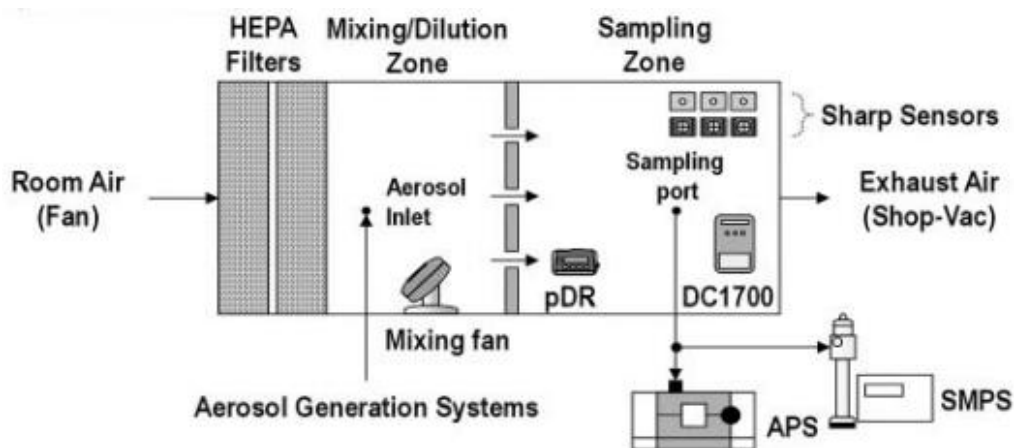 HEPA
Filters
Mixing/Dilution
Zone
Sampling
Zone
Sharp Sensors
Room Air
(Fan)
Aerosol
Inlet
Sampling
port
Exhaust Air
(Shop-Vac)
pDR
DC1700
Mixing fan
Aerosol Generation Systems
APS
SMPS